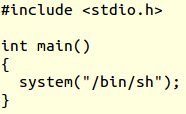 #include <stdio.h>

int main()
{
  system("/bin/sh");
}